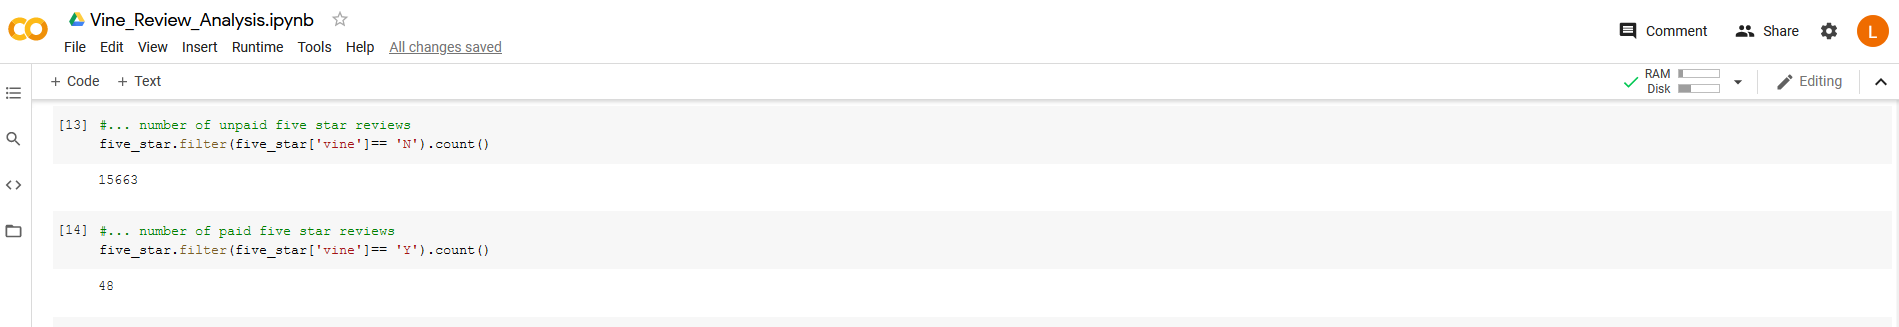 Vine_Review_Analysis.ipynb
File Edit View Insert Runtime Tools Help All changes saved
Comment Share L
+ Code + Text
RAM
Disk
Editing
[13] #... number of unpaid five star reviews
five_star.filter(five_star['vine']== 'N').count()
15663
[14] #... number of paid five star reviews
five_star.filter(five_star['vine']== 'Y').count()
48